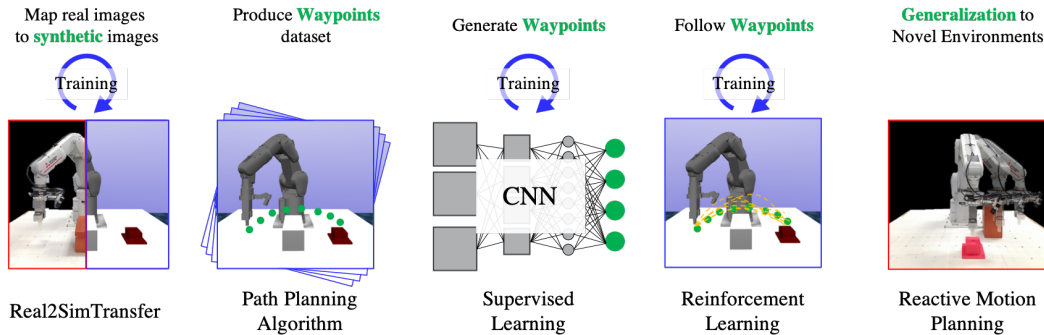 Map real images
to synthetic images
Training
Real2SimTransfer
Produce Waypoints
dataset
Path Planning
Algorithm
Generate Waypoints
Training
CNN
Supervised
Learning
Follow Waypoints
Training
Reinforcement
Learning
Generalization to
Novel Environments
Reactive Motion
Planning